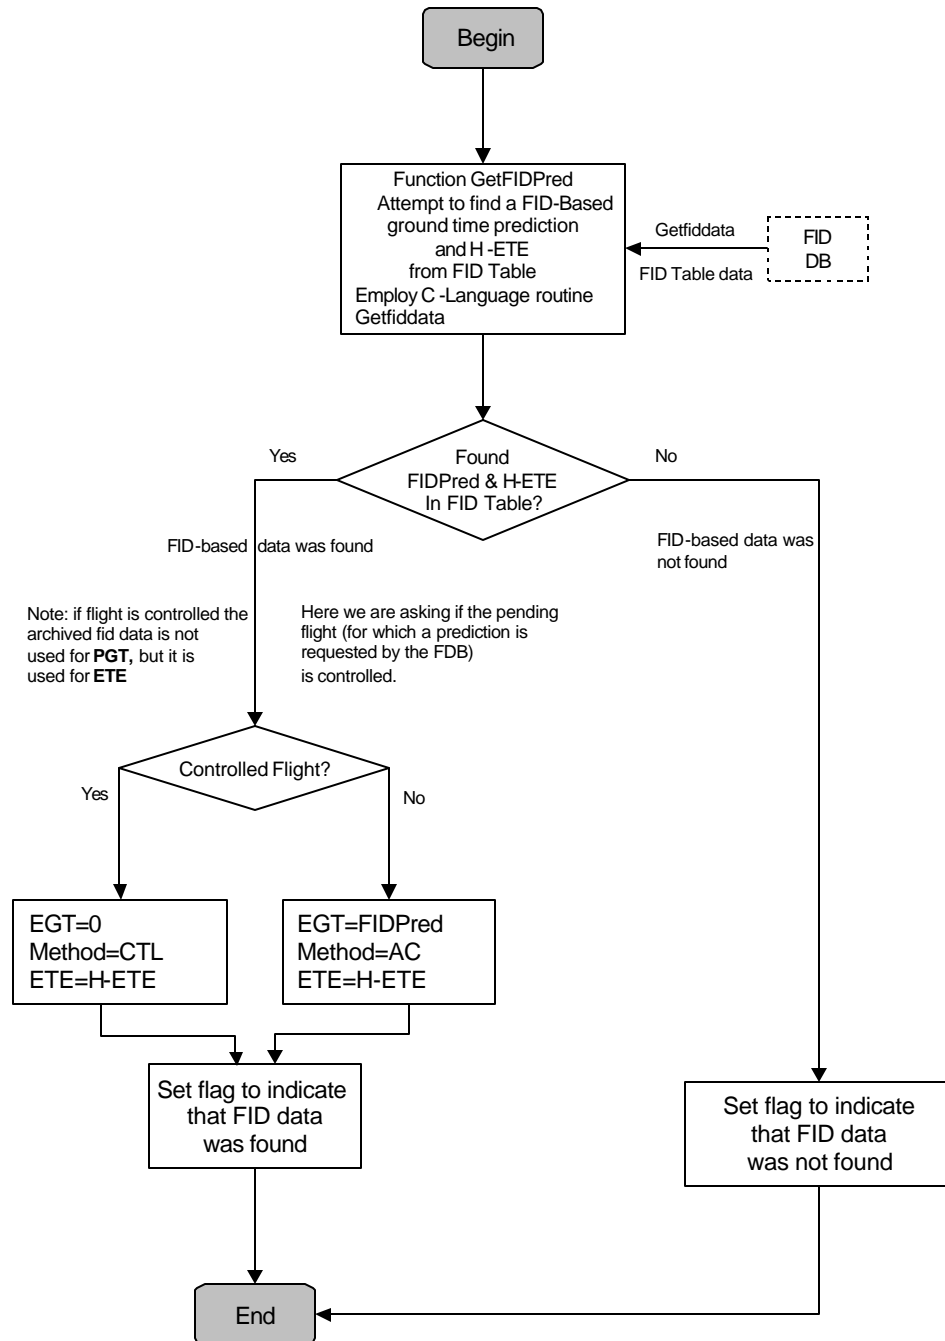 Begin
Function GetFIDPred
Attempt to find a FID-Based
ground time prediction
and H-ETE
from FID Table
Employ C-Language routine
Getfiddata
Getfiddata
FID Table data
FID
DB
Yes
Found
FIDPred & H-ETE
In FID Table?
No
FID-based data was found
FID-based data was
not found
Note: if flight is controlled the
archived fid data is not
used for PGT, but it is
used for ETE
Here we are asking if the pending
flight (for which a prediction is
requested by the FDB)
is controlled.
Controlled Flight?
Yes
No
EGT=0
Method=CTL
ETE=H-ETE
EGT=FIDPred
Method=AC
ETE=H-ETE
Set flag to indicate
that FID data
was found
Set flag to indicate
that FID data
was not found
End